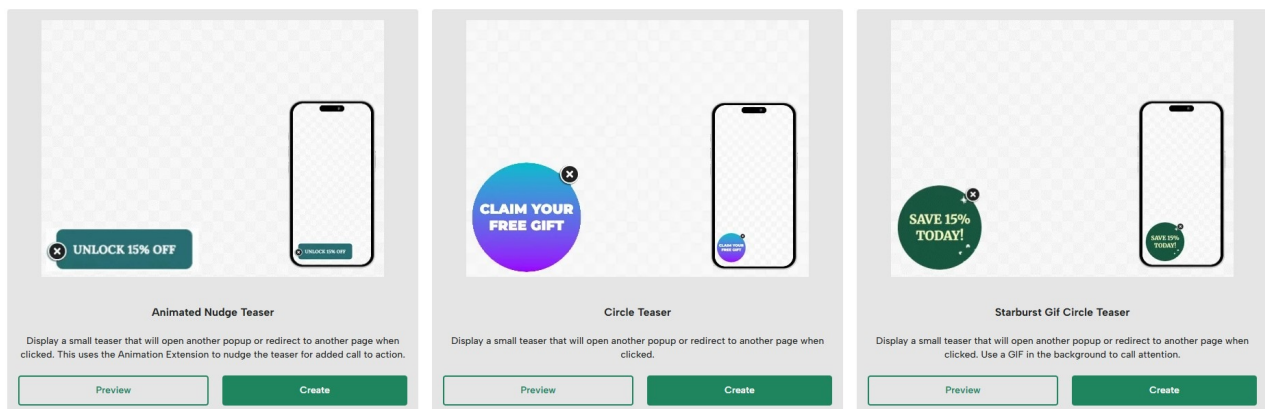 UNLOCK 15% OFF
UNLOCK 15% OFF
Animated Nudge Teaser
Display a small teaser that will open another popup or redirect to another page when
clicked. This uses the Animation Extension to nudge the teaser for added call to action.
Preview
Create
CLAIM YOUR
FREE GIFT
CLAIM YOUR
FREE GIFT
Circle Teaser
Display a small teaser that will open another popup or redirect to another page when
clicked.
Preview
Create
SAVE 15%
TODAY!
SAVE 15%
TODAY!
Starburst Gif Circle Teaser
Display a small teaser that will open another popup or redirect to another page when
clicked. Use a GIF in the background to call attention.
Preview
Create